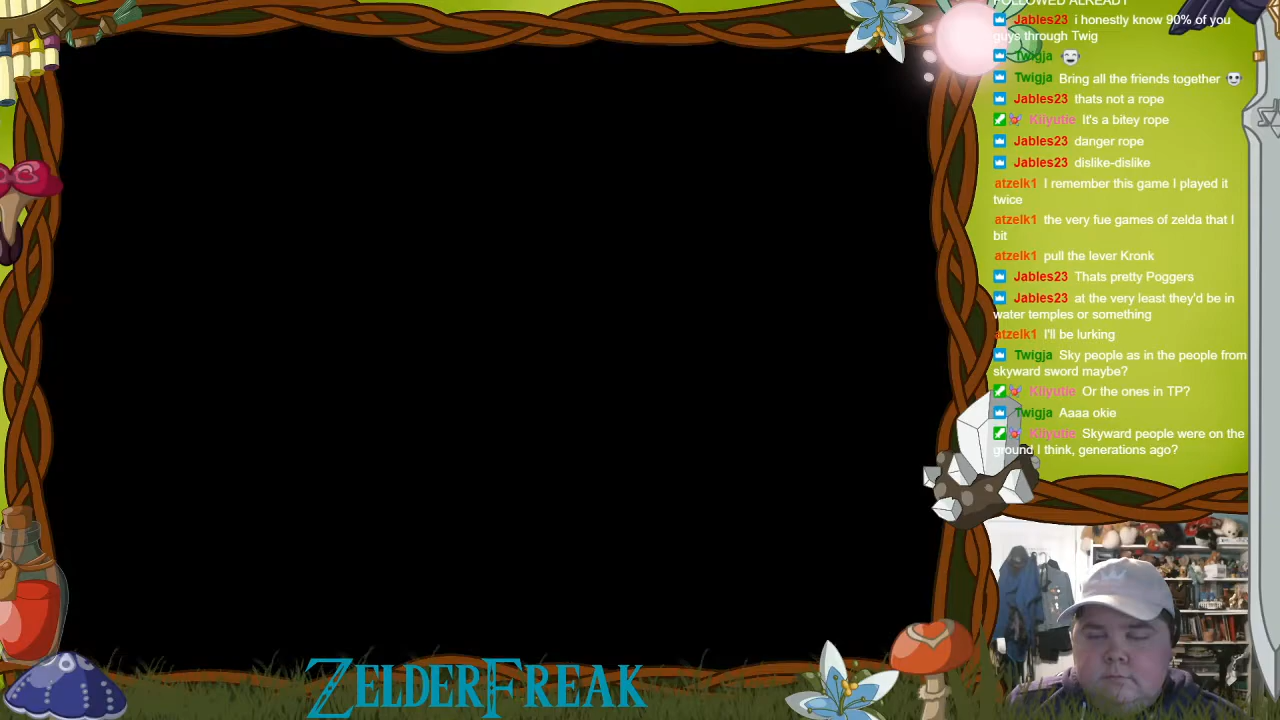 FOLLOWED ALREADY
Jables23 i honestly know 90% of you
guys through Twig
Twigja
Twigja Bring all the friends together
Jables23 thats not a rope
Kiiyutie It's a bitey rope
Jables23 danger rope
Jables23 dislike-dislike
atzelk1 I remember this game I played it
twice
atzelk1 the very fue games of zelda that I
bit
atzelk1 pull the lever Kronk
Jables23 Thats pretty Poggers
Jables23 at the very least they'd be in
water temples or something
atzelk1 I'll be lurking
Twigja Sky people as in the people from
skyward sword maybe?
Kiiyutie Or the ones in TP?
Twigja Aaaa okie
Kiiyutie Skyward people were on the
ground I think, generations ago?
ZELDERFREAK